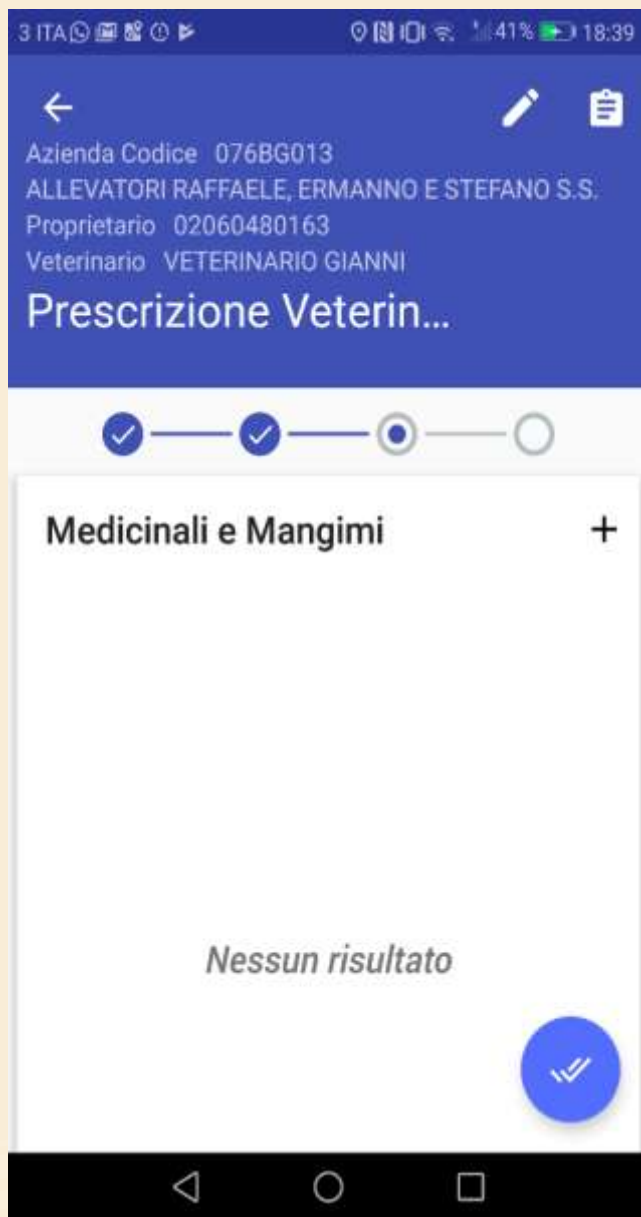 3 ITA 41% 18:39
Azienda Codice 076BG013
ALLEVATORI RAFFAELE, ERMANNO E STEFANO S.S.
Proprietario 02060480163
Veterinario VETERINARIO GIANNI
Prescrizione Veterin...
Medicinali e Mangimi +
Nessun risultato